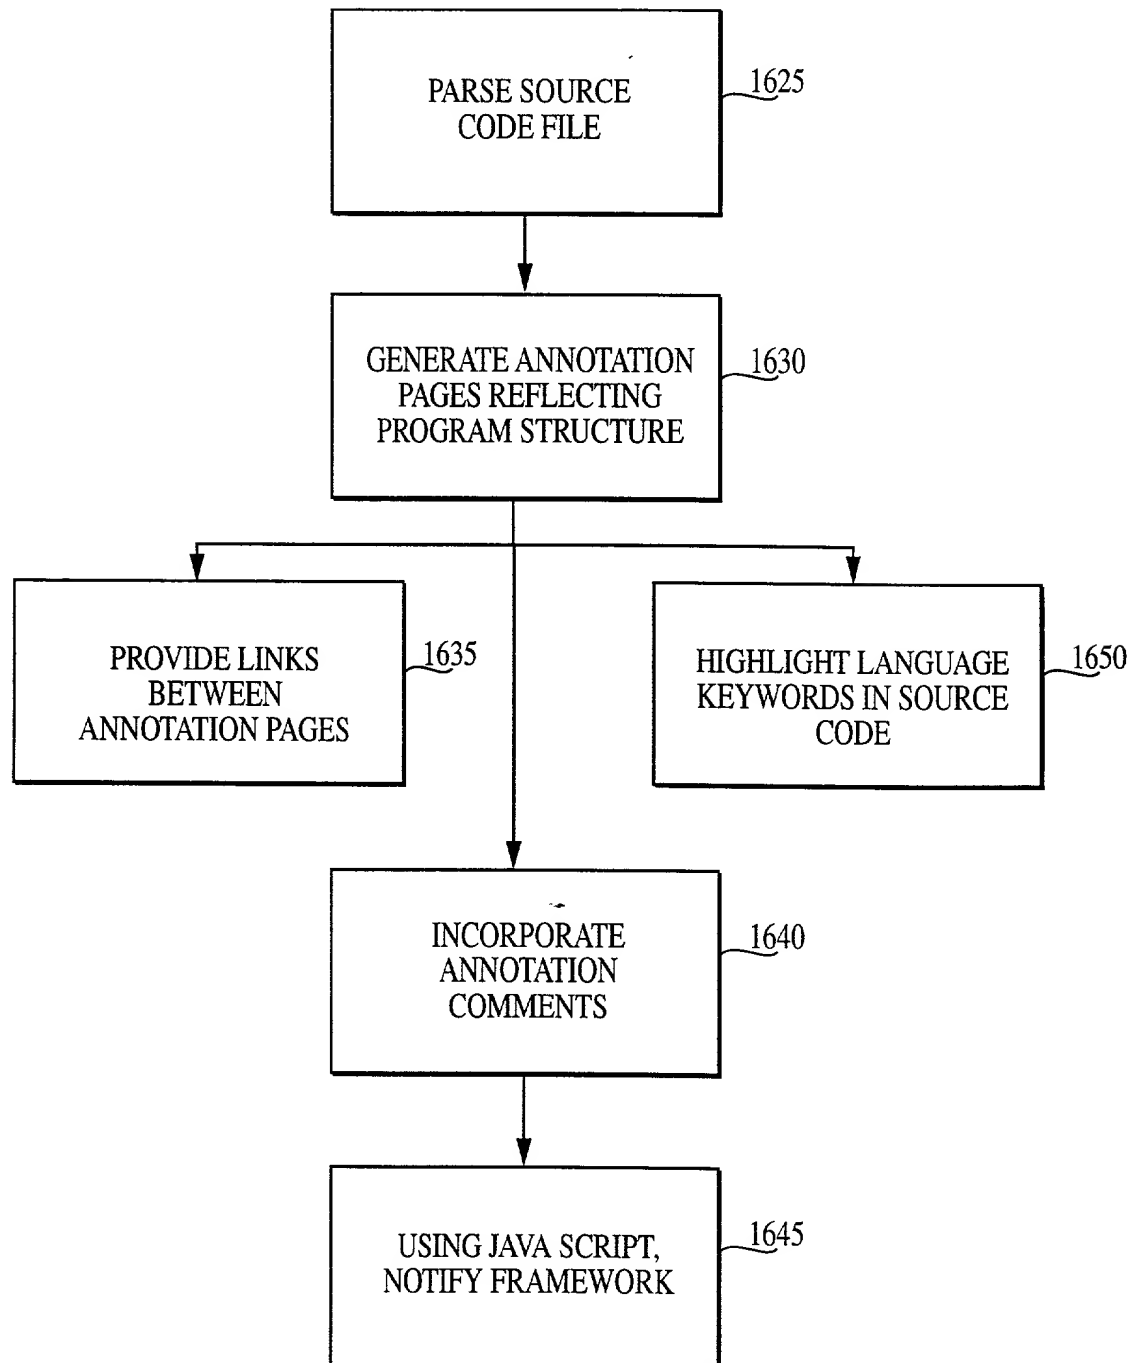 PARSE SOURCE
CODE FILE
1625
GENERATE ANNOTATION
PAGES REFLECTING
PROGRAM STRUCTURE
1630
PROVIDE LINKS
BETWEEN
ANNOTATION PAGES
1635
HIGHLIGHT LANGUAGE
KEYWORDS IN SOURCE
CODE
1650
INCORPORATE
ANNOTATION
COMMENTS
1640
USING JAVA SCRIPT,
NOTIFY FRAMEWORK
1645